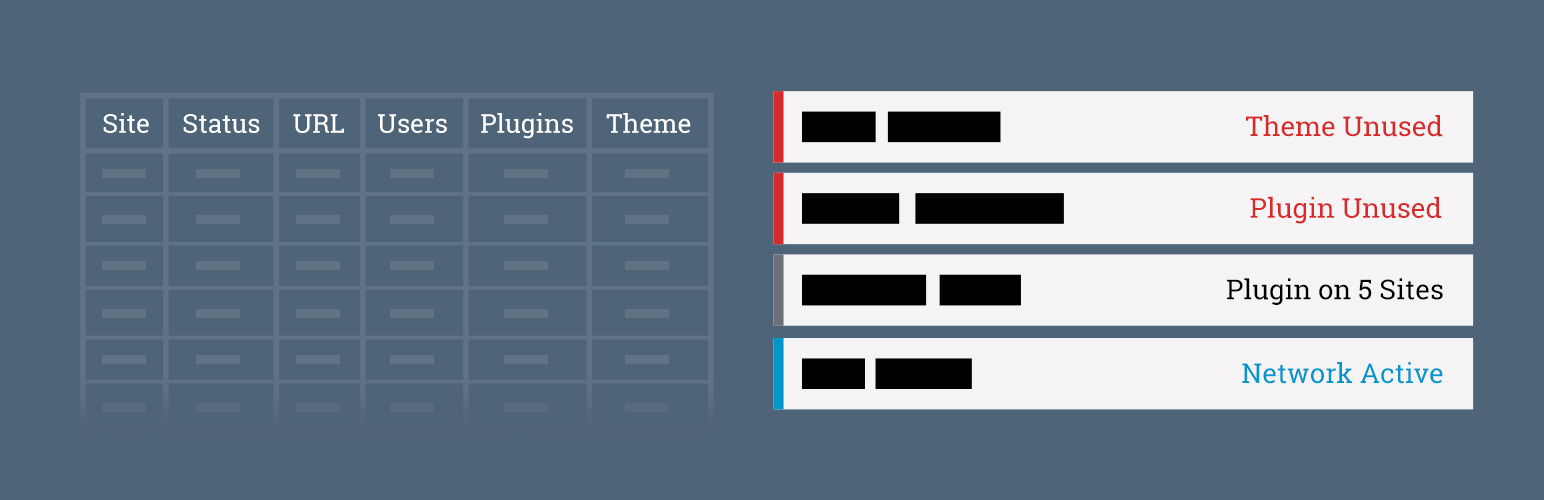 Site Status URL Users Plugins Theme
Theme Unused
Plugin Unused
Plugin on 5 Sites
Network Active